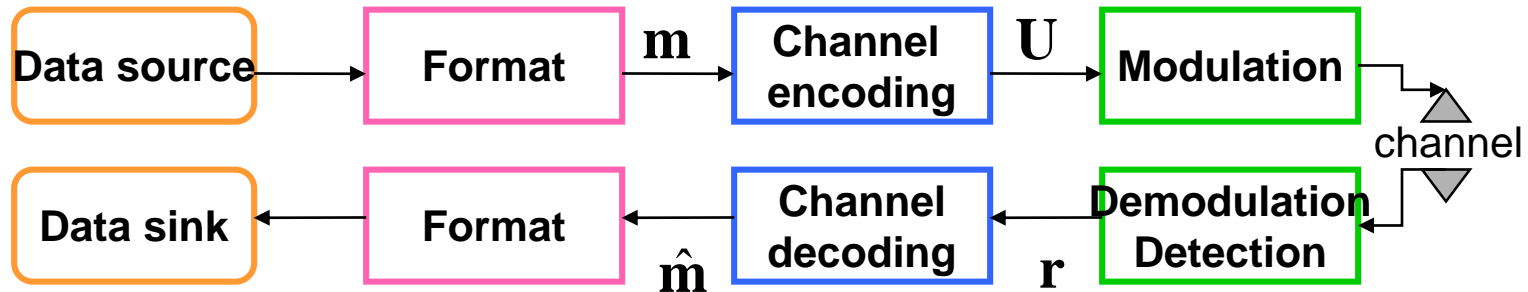 Data source
Format
m
Channel
encoding
U
Modulation
channel
Data sink
Format
m̂
Channel
decoding
r
Demodulation
Detection